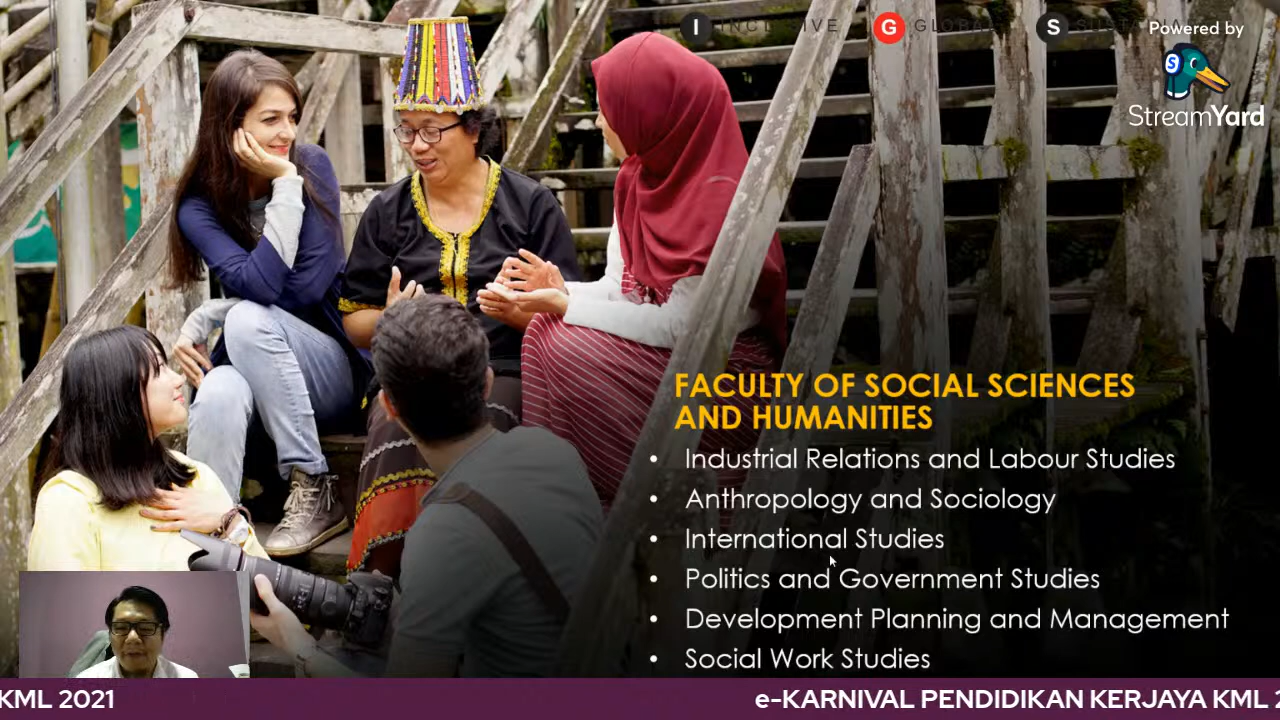 I INCLUSIVE G GLOBAL S
Powered by
S
StreamYard
FACULTY OF SOCIAL SCIENCES
AND HUMANITIES
• Industrial Relations and Labour Studies
• Anthropology and Sociology
• International Studies
• Politics and Government Studies
• Development Planning and Management
• Social Work Studies
KML 2021 e-KARNIVAL PENDIDIKAN KERJAYA KML